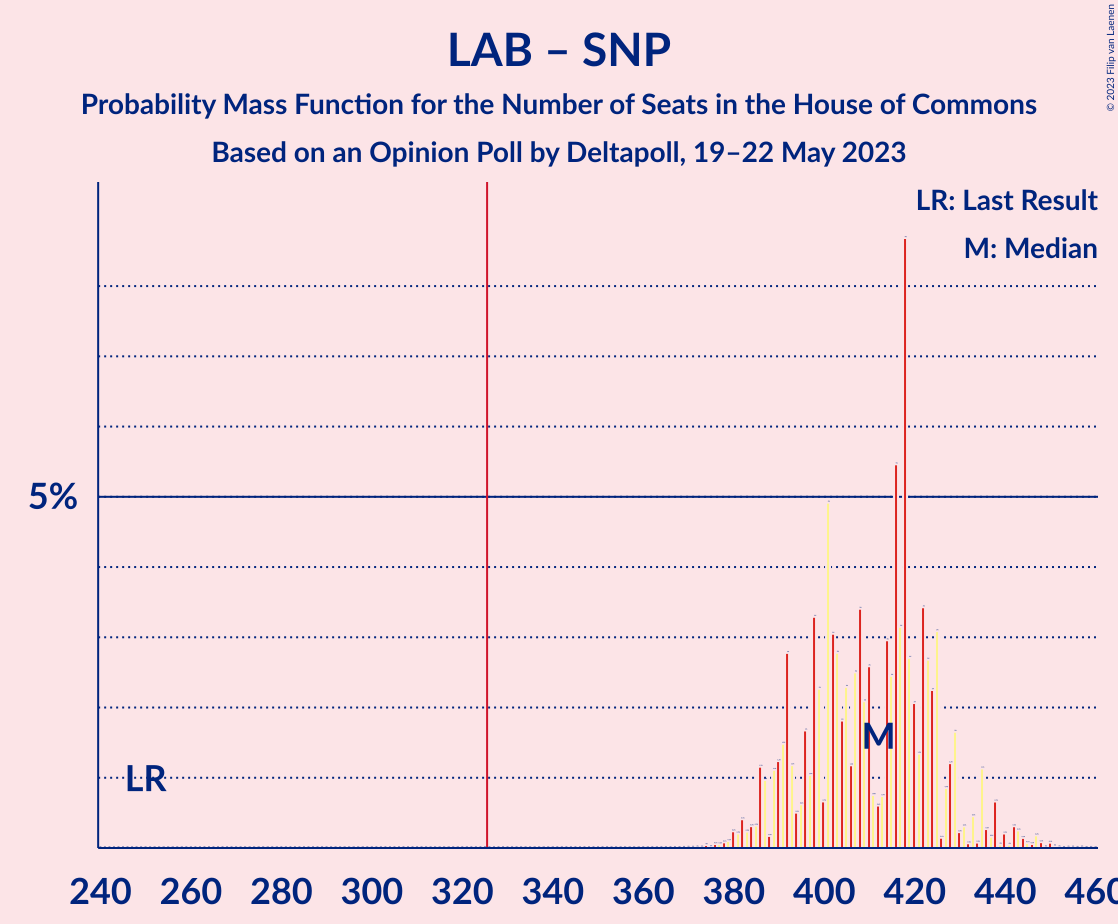 LAB – SNP
Probability Mass Function for the Number of Seats in the House of Commons
Based on an Opinion Poll by Deltapoll, 19–22 May 2023
© 2023 Filip van Laenen
LR: Last Result
M: Median
5%
LR
M
240 260 280 300 320 340 360 380 400 420 440 460